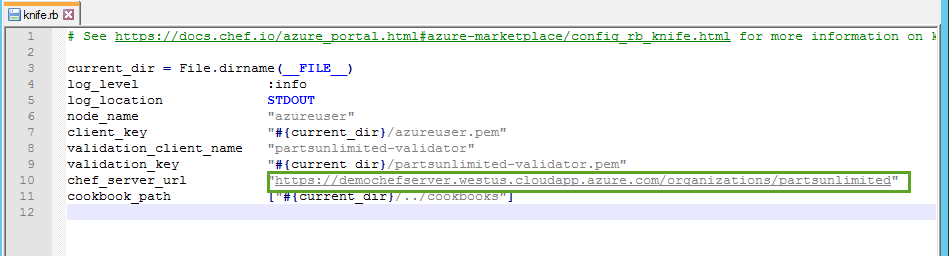 knife.rb
1 # See https://docs.chef.io/azure_portal.html#azure-marketplace/config_rb_knife.html for more information on k
2
3 current_dir = File.dirname(__FILE__)
4 log_level :info
5 log_location STDOUT
6 node_name "azureuser"
7 client_key "#{current_dir}/azureuser.pem"
8 validation_client_name "partsunlimited-validator"
9 validation_key "#{current_dir}/partsunlimited-validator.pem"
10 chef_server_url "https://demochefserver.westus.cloudapp.azure.com/organizations/partsunlimited"
11 cookbook_path ["#{current_dir}/../cookbooks"]
12